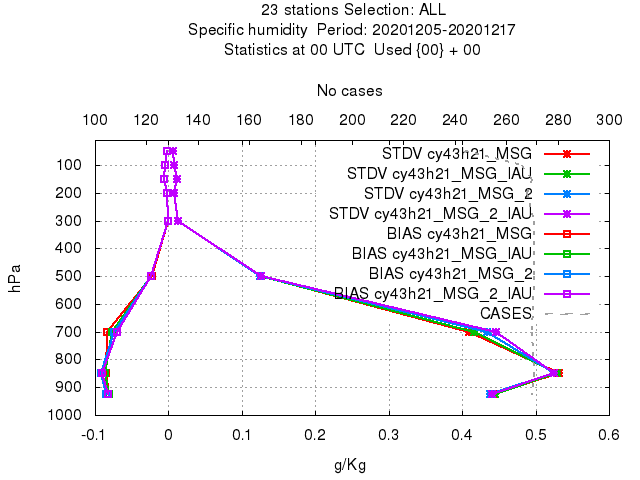 23 stations Selection: ALL
Specific humidity  Period: 20201205-20201217
Statistics at 00 UTC  Used {00} + 00
No cases
100 120 140 160 180 200 220 240 260 280 300
STDV cy43h21_MSG
STDV cy43h21_MSG_IAU
STDV cy43h21_MSG_2
STDV cy43h21_MSG_2_IAU
BIAS cy43h21_MSG
BIAS cy43h21_MSG_IAU
BIAS cy43h21_MSG_2
BIAS cy43h21_MSG_2_IAU
CASES
hPa
100
200
300
400
500
600
700
800
900
1000
-0.1 0 0.1 0.2 0.3 0.4 0.5 0.6
g/Kg